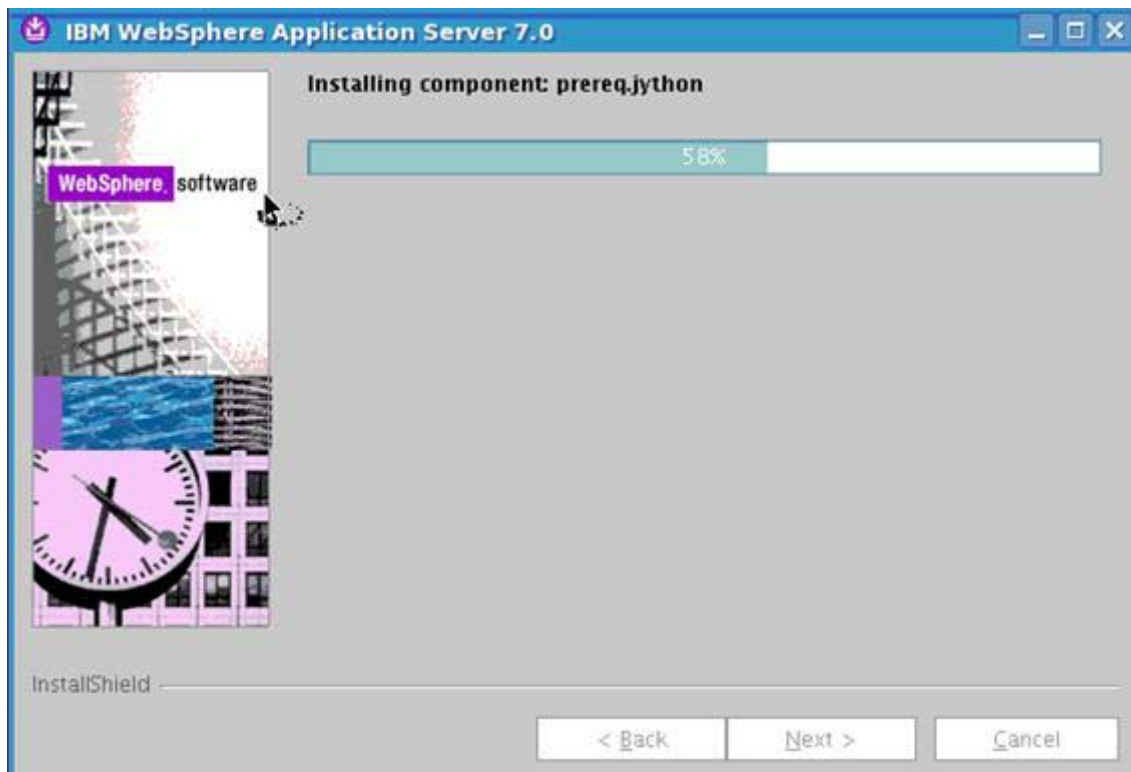 IBM WebSphere Application Server 7.0
Installing component: prereq.jython
58%
WebSphere. software
InstallShield
< Back
Next >
Cancel